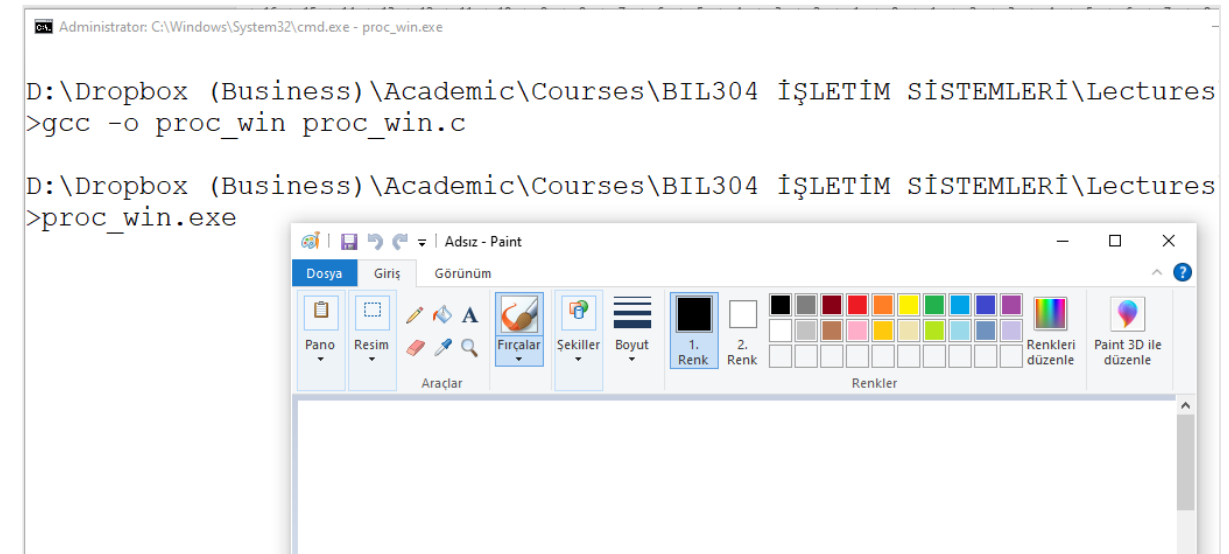 Administrator: C:\Windows\System32\cmd.exe - proc_win.exe
D:\Dropbox (Business)\Academic\Courses\BIL304 İŞLETİM SİSTEMLERİ\Lectures
>gcc -o proc_win proc_win.c
D:\Dropbox (Business)\Academic\Courses\BIL304 İŞLETİM SİSTEMLERİ\Lectures
>proc_win.exe
Adsız - Paint
Dosya Giriş Görünüm
A
Pano Resim Fırçalar Şekiller Boyut 1. Renk 2. Renk Renkleri düzenle Paint 3D ile düzenle
Araçlar Renkler